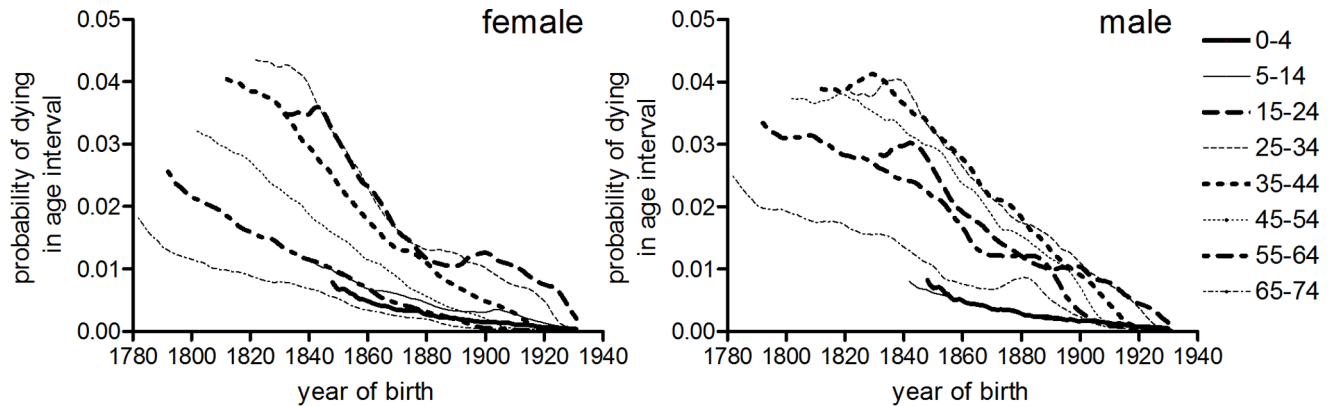 female
probability of dying
in age interval
0.05
0.04
0.03
0.02
0.01
0.00
1780 1800 1820 1840 1860 1880 1900 1920 1940
year of birth
male
probability of dying
in age interval
0.05
0.04
0.03
0.02
0.01
0.00
1780 1800 1820 1840 1860 1880 1900 1920 1940
year of birth
0-4
5-14
15-24
25-34
35-44
45-54
55-64
65-74